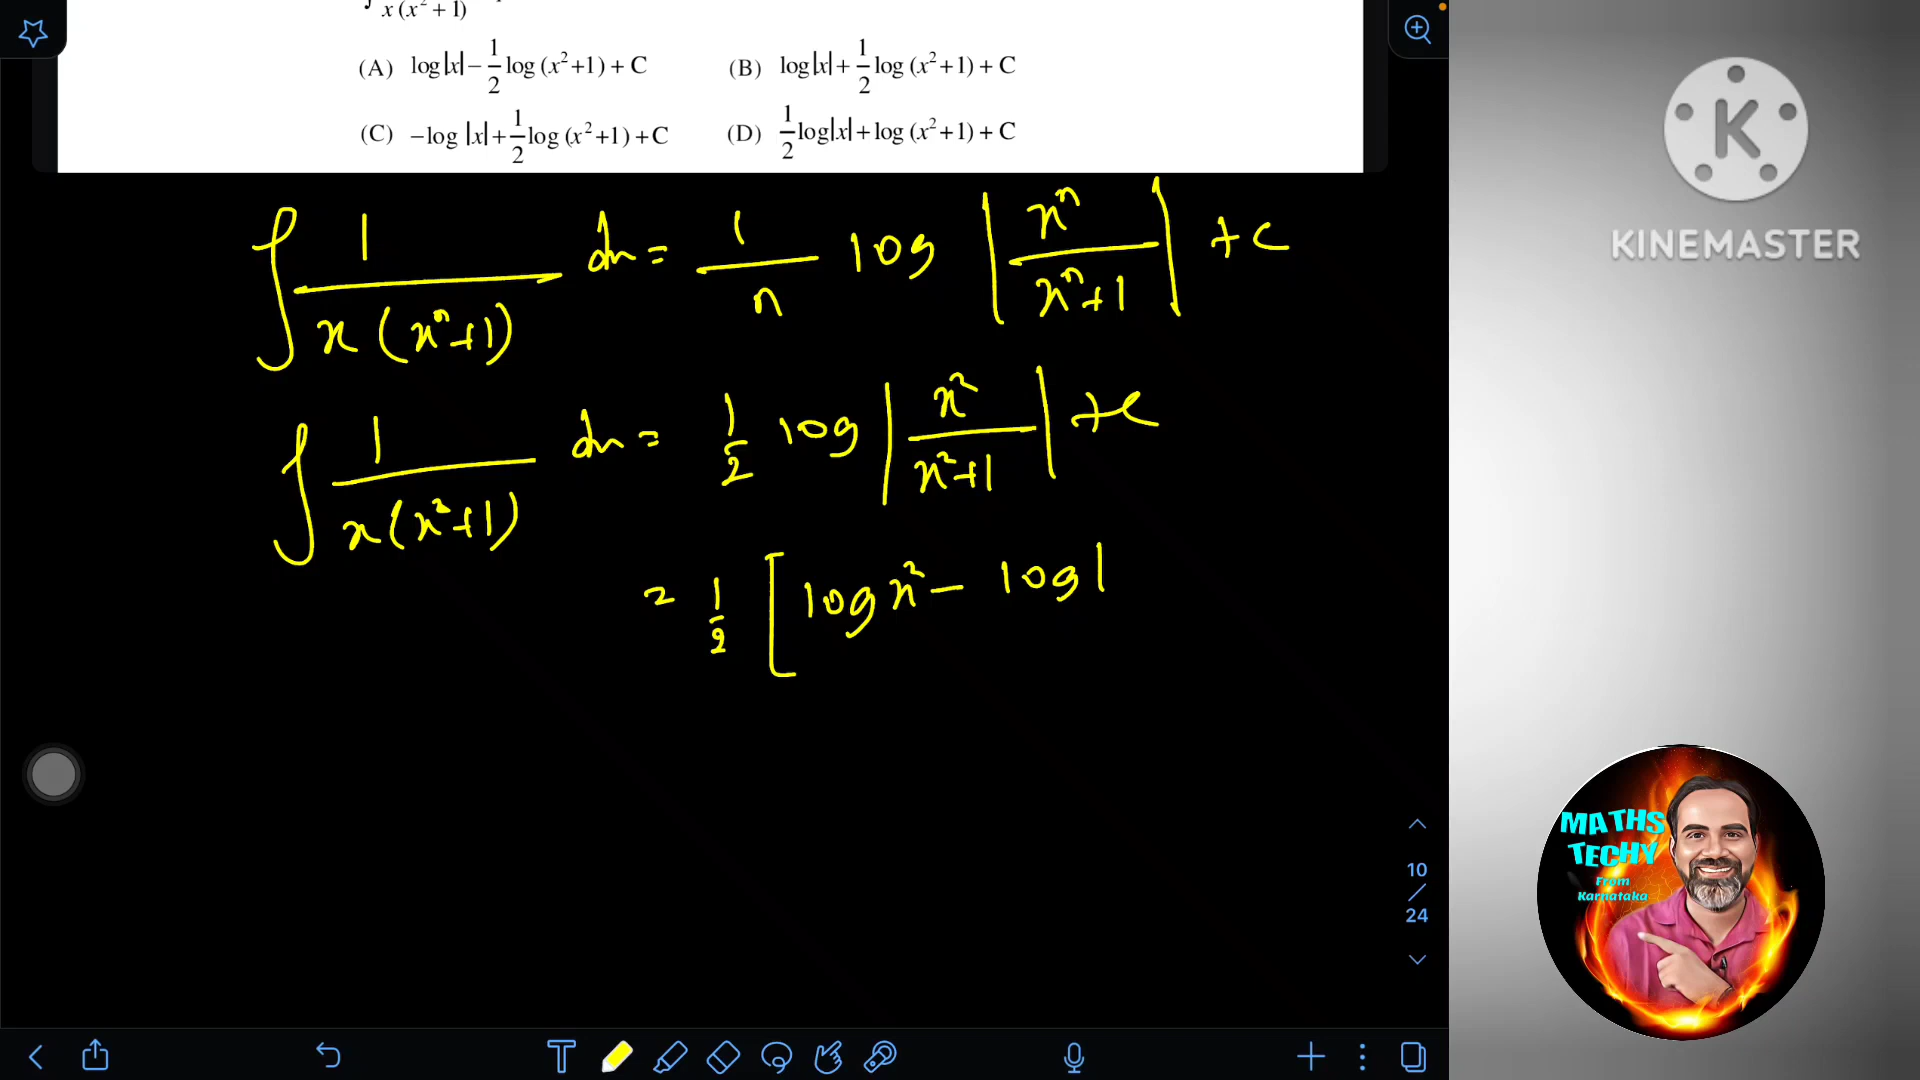 x (x² + 1)
(A) log|x| − 1/2 log (x²+1) + C (B) log|x| + 1/2 log (x²+1) + C
(C) −log |x| + 1/2 log (x²+1) + C (D) 1/2 log|x| + log (x²+1) + C
∫ 1/(x(xⁿ+1)) dx = 1/n log |xⁿ/(xⁿ+1)| + C
∫ 1/(x(x²+1)) dx = 1/2 log |x²/(x²+1)| + C
= 1/2 [ log x² − log |
K
KINEMASTER
MATHS
TECHY
From
Karnataka
10
/
24
T